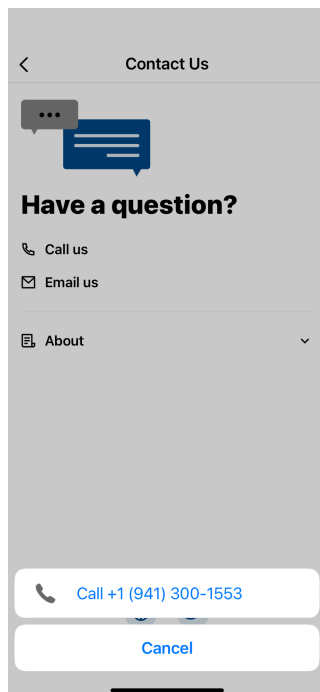 Contact Us
Have a question?
Call us
Email us
About
Call +1 (941) 300-1553
Cancel